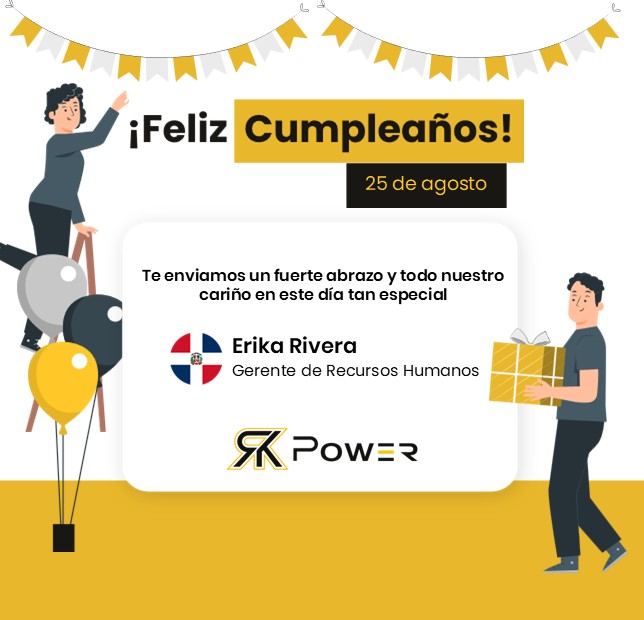 ¡Feliz Cumpleaños!
25 de agosto
Te enviamos un fuerte abrazo y todo nuestro
cariño en este día tan especial
Erika Rivera
Gerente de Recursos Humanos
RK Power